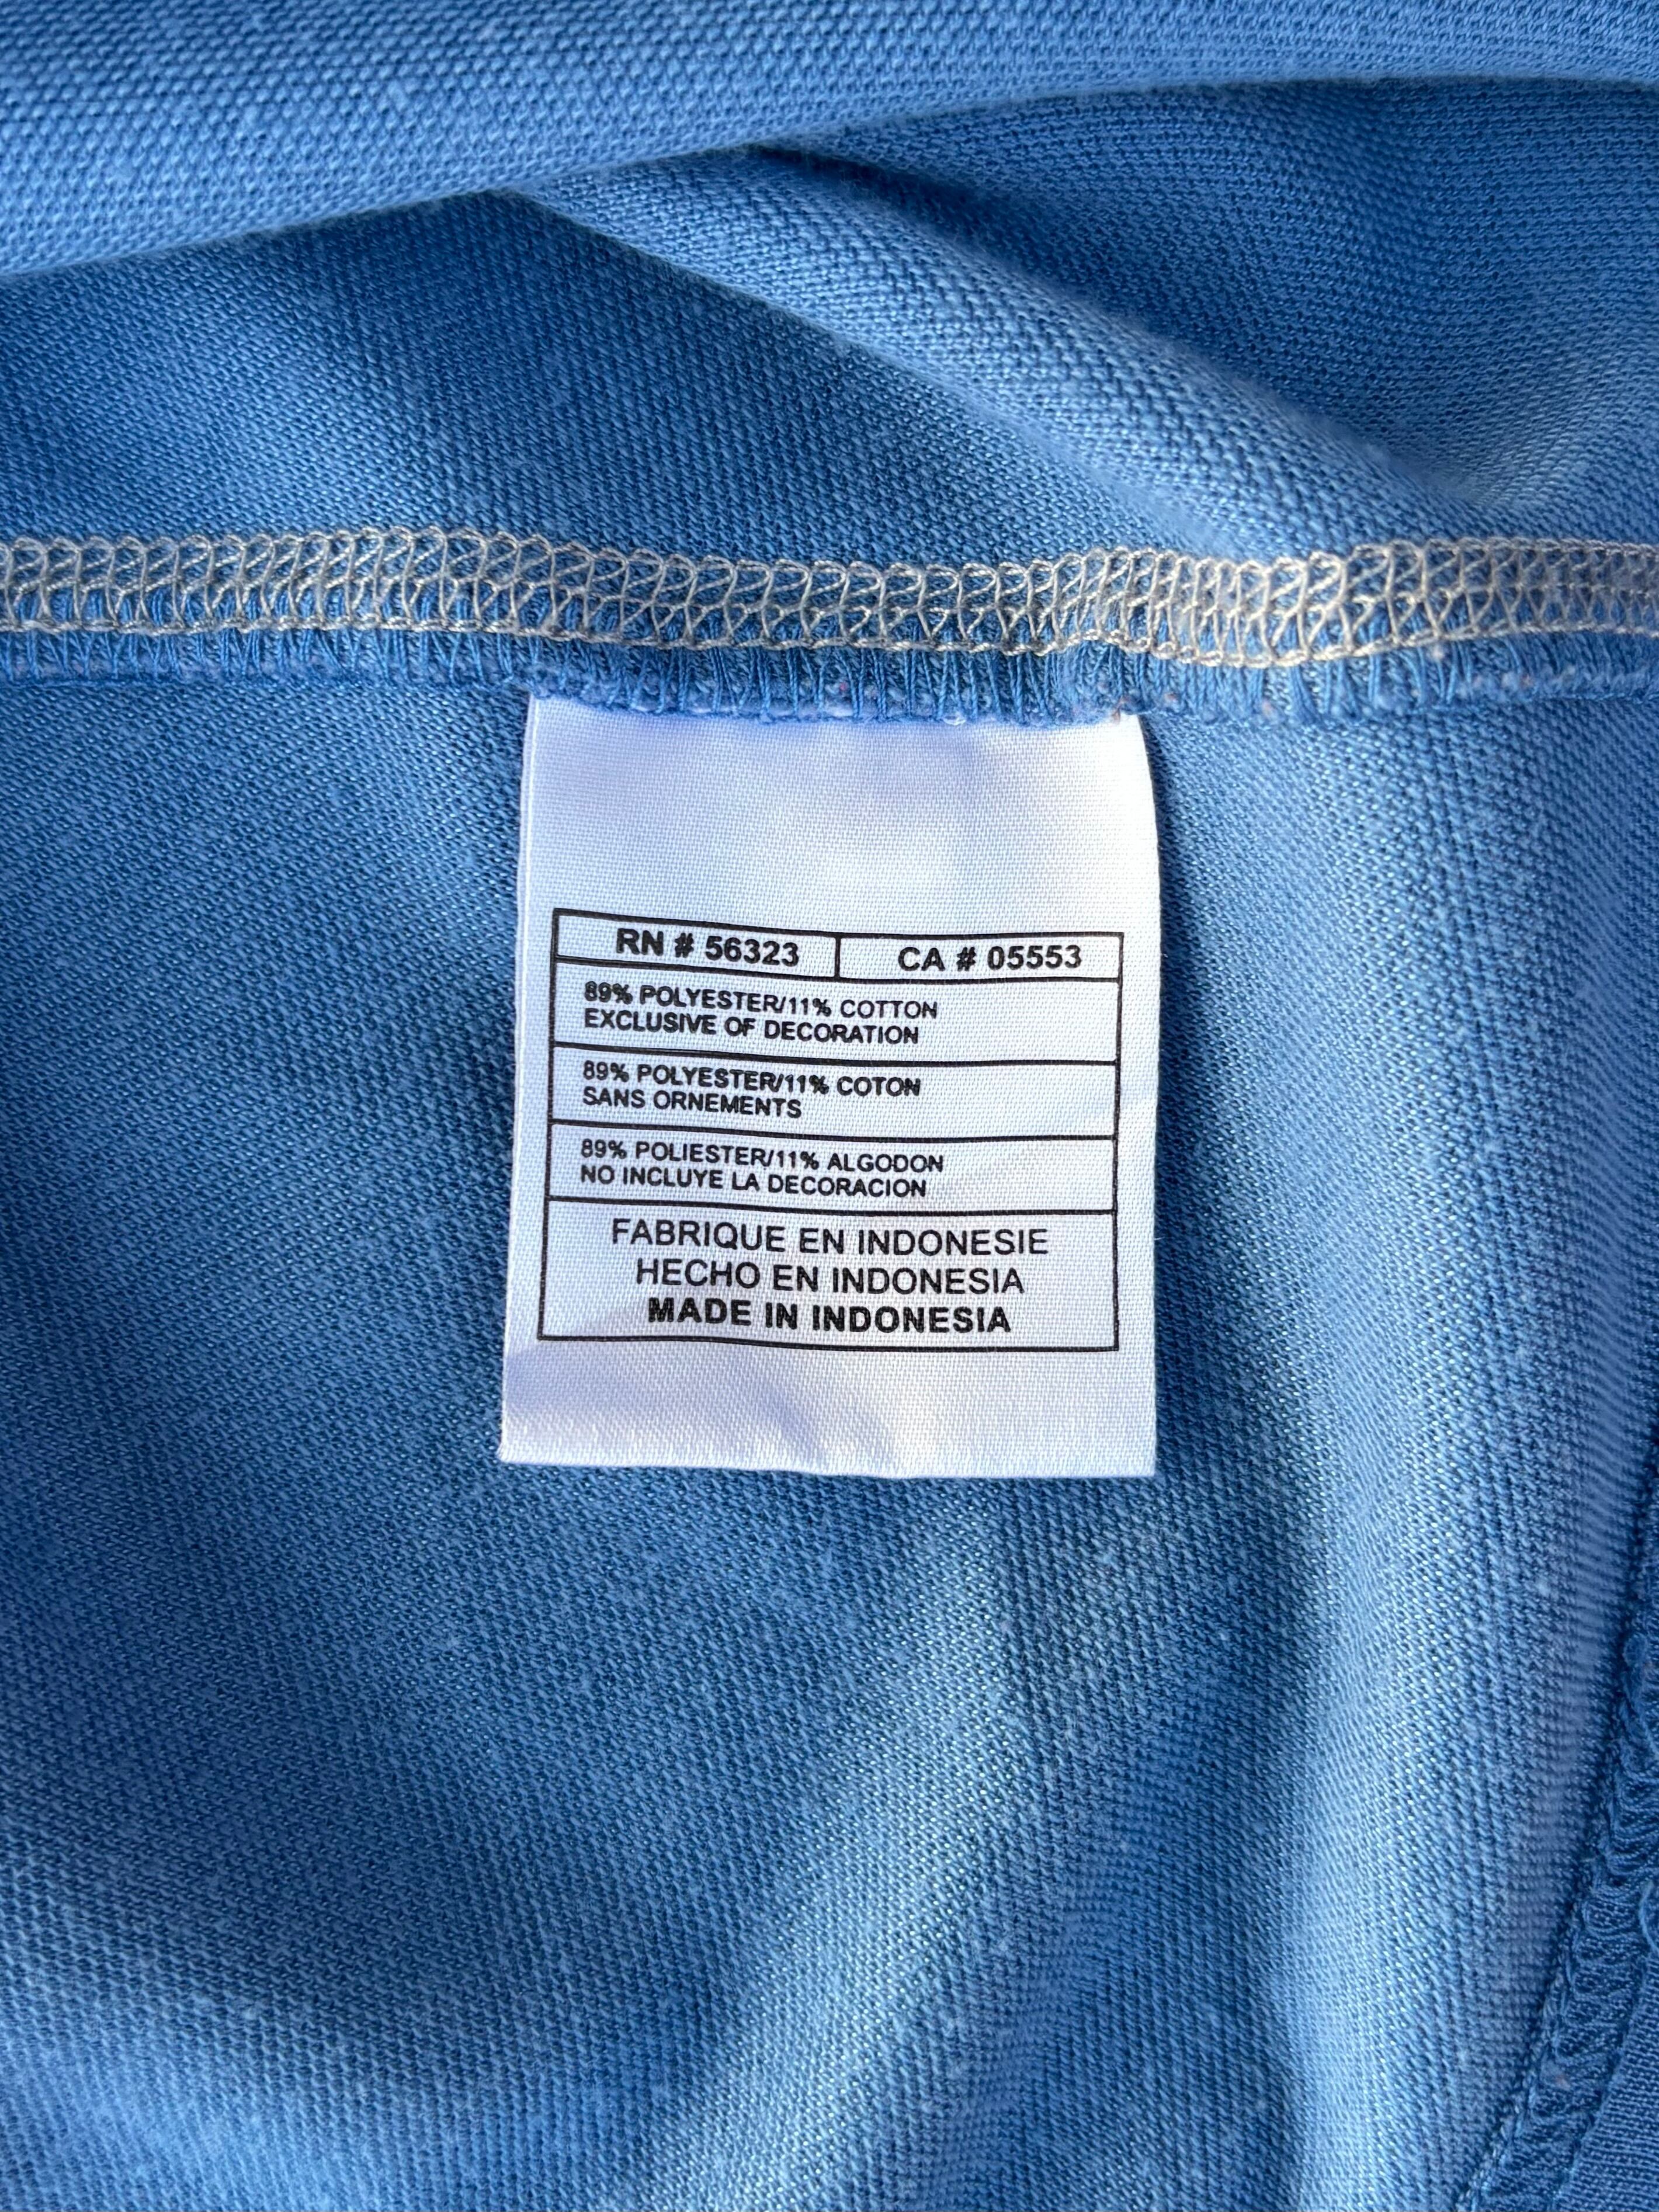 RN # 56323 CA # 05553
89% POLYESTER/11% COTTON
EXCLUSIVE OF DECORATION
89% POLYESTER/11% COTON
SANS ORNEMENTS
89% POLIESTER/11% ALGODON
NO INCLUYE LA DECORACION
FABRIQUE EN INDONESIE
HECHO EN INDONESIA
MADE IN INDONESIA